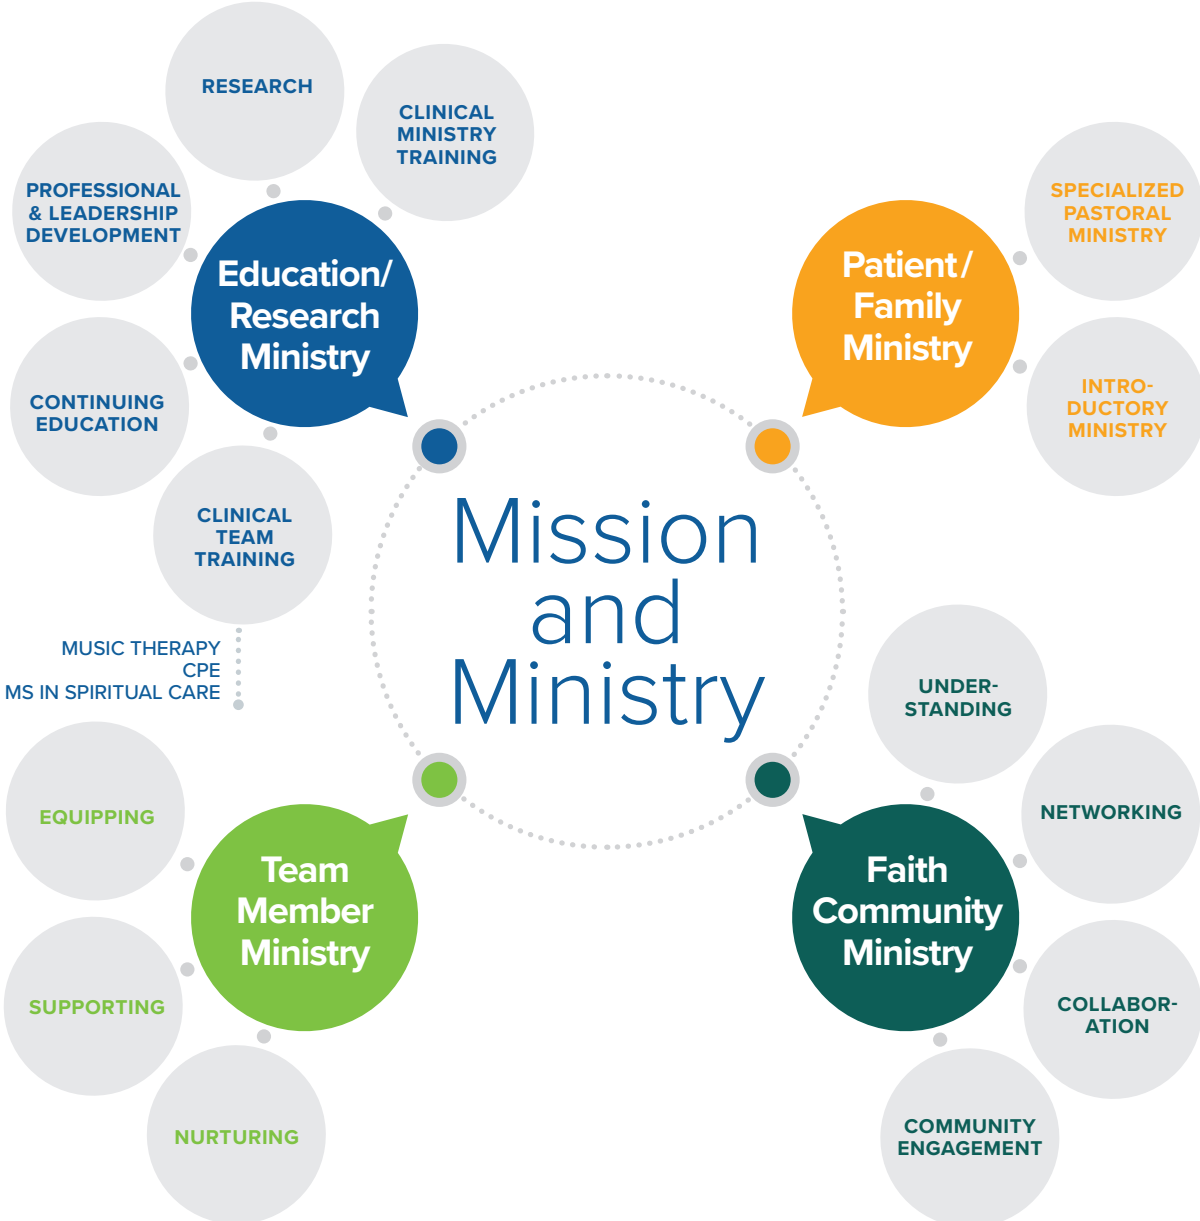 RESEARCH
CLINICAL
MINISTRY
TRAINING
PROFESSIONAL
& LEADERSHIP
DEVELOPMENT
CONTINUING
EDUCATION
CLINICAL
TEAM
TRAINING
MUSIC THERAPY
CPE
MS IN SPIRITUAL CARE
Education/
Research
Ministry
Patient/
Family
Ministry
SPECIALIZED
PASTORAL
MINISTRY
INTRO-
DUCTORY
MINISTRY
Mission
and
Ministry
EQUIPPING
SUPPORTING
NURTURING
Team
Member
Ministry
Faith
Community
Ministry
UNDER-
STANDING
NETWORKING
COLLABOR-
ATION
COMMUNITY
ENGAGEMENT